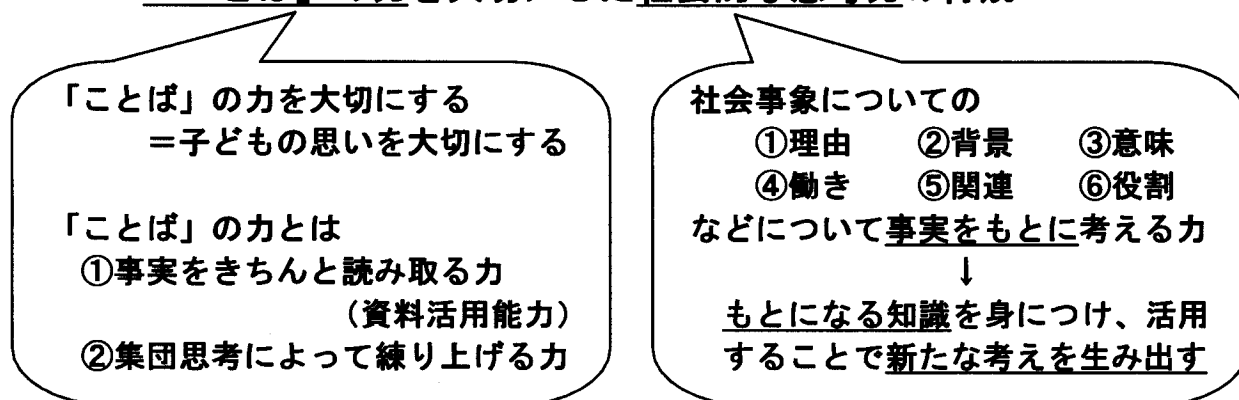 「ことば」の力を大切にする
＝子どもの思いを大切にする
「ことば」の力とは
①事実をきちんと読み取る力
（資料活用能力）
②集団思考によって練り上げる力
社会事象についての
①理由 ②背景 ③意味
④働き ⑤関連 ⑥役割
などについて事実をもとに考える力
↓
もとになる知識を身につけ、活用
することで新たな考えを生み出す